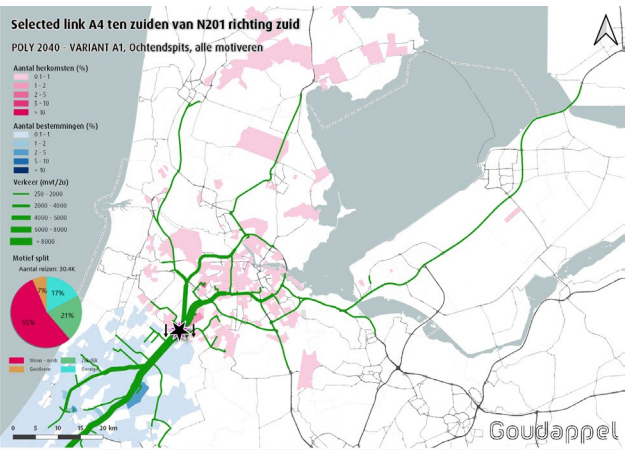 Selected link A4 ten zuiden van N201 richting zuid
POLY 2040 - VARIANT A1, Ochtendspits, alle motiveren
Aantal herkomsten (%)
0.1 - 1
1 - 2
2 - 5
5 - 10
> 10
Aantal bestemmingen (%)
0.1 - 1
1 - 2
2 - 5
5 - 10
> 10
Verkeer (mvt/2u)
250 - 2000
2000 - 4000
4000 - 6000
6000 - 8000
> 8000
Motief split
Aantal reizen: 30.4K
7%
17%
21%
55%
Woon - werk
Zakelijk
Goederen
Overig
0 5 10 15 20 km
Goudappel